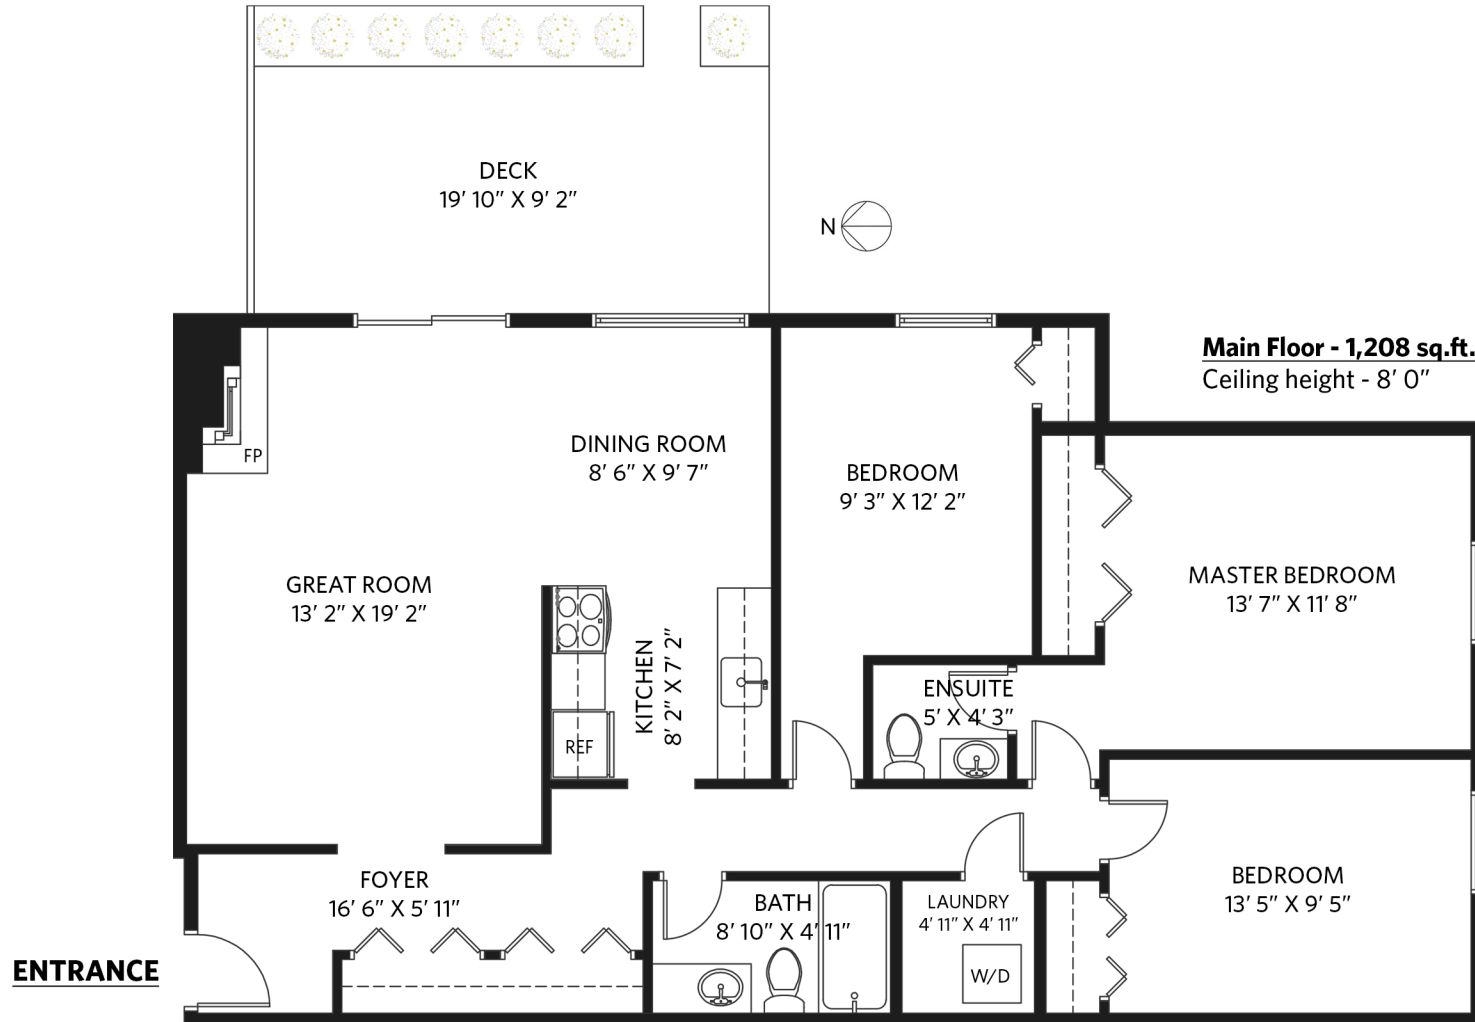 DECK
19′ 10″ X 9′ 2″
N
Main Floor - 1,208 sq.ft.
Ceiling height - 8′ 0″
FP
DINING ROOM
8′ 6″ X 9′ 7″
BEDROOM
9′ 3″ X 12′ 2″
GREAT ROOM
13′ 2″ X 19′ 2″
MASTER BEDROOM
13′ 7″ X 11′ 8″
KITCHEN
8′ 2″ X 7′ 2″
REF
ENSUITE
5′ X 4′ 3″
FOYER
16′ 6″ X 5′ 11″
BATH
8′ 10″ X 4′ 11″
LAUNDRY
4′ 11″ X 4′ 11″
W/D
BEDROOM
13′ 5″ X 9′ 5″
ENTRANCE